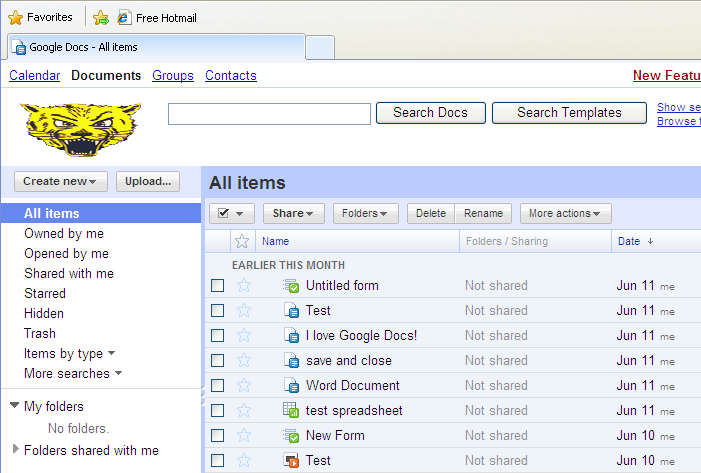 Favorites Free Hotmail
Google Docs - All items
Calendar Documents Groups Contacts New Featu
Search Docs Search Templates Show se
Browse t
Create new Upload...
All items
All items
Owned by me
Opened by me
Shared with me
Starred
Hidden
Trash
Items by type
More searches
My folders
No folders.
Folders shared with me
Share Folders Delete Rename More actions
Name Folders / Sharing Date
EARLIER THIS MONTH
Untitled form Not shared Jun 11 me
Test Not shared Jun 11 me
I love Google Docs! Not shared Jun 11 me
save and close Not shared Jun 11 me
Word Document Not shared Jun 11 me
test spreadsheet Not shared Jun 11 me
New Form Not shared Jun 10 me
Test Not shared Jun 10 me